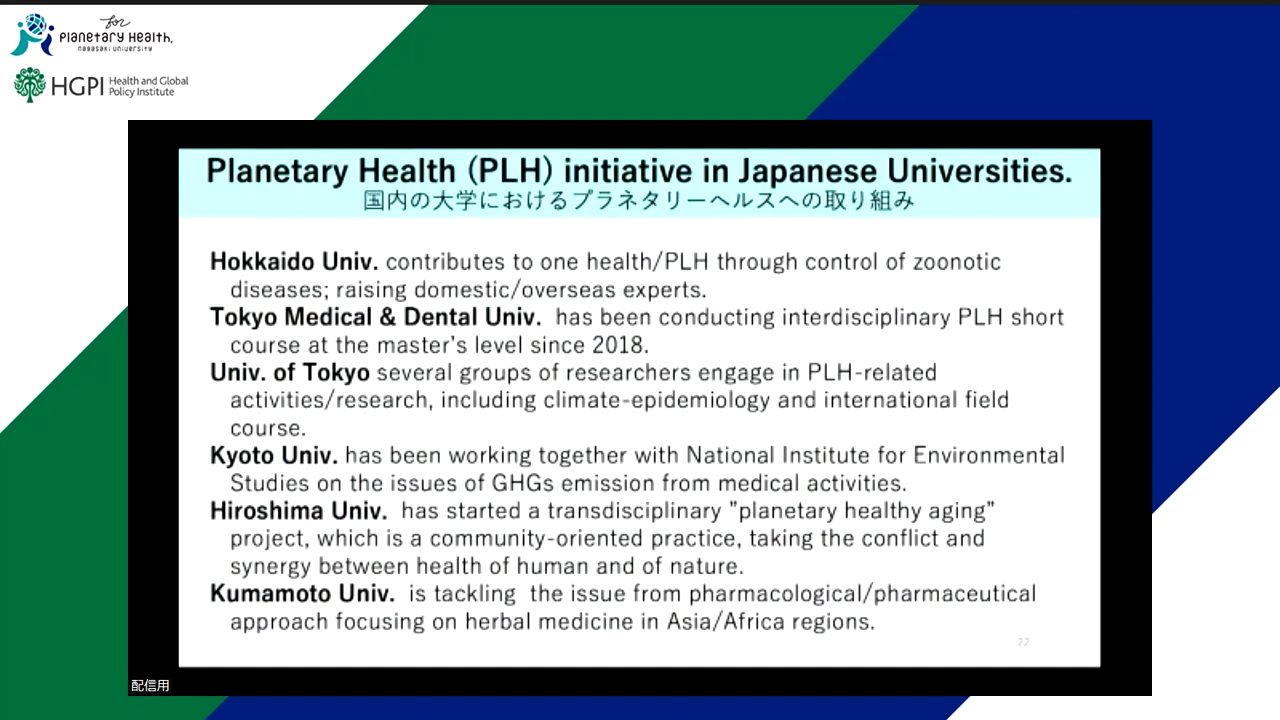 for
Planetary Health,
NAGASAKI UNIVERSITY
HGPI Health and Global
Policy Institute
Planetary Health (PLH) initiative in Japanese Universities.
国内の大学におけるプラネタリーヘルスへの取り組み
Hokkaido Univ. contributes to one health/PLH through control of zoonotic
diseases; raising domestic/overseas experts.
Tokyo Medical & Dental Univ. has been conducting interdisciplinary PLH short
course at the master's level since 2018.
Univ. of Tokyo several groups of researchers engage in PLH-related
activities/research, including climate-epidemiology and international field
course.
Kyoto Univ. has been working together with National Institute for Environmental
Studies on the issues of GHGs emission from medical activities.
Hiroshima Univ. has started a transdisciplinary "planetary healthy aging"
project, which is a community-oriented practice, taking the conflict and
synergy between health of human and of nature.
Kumamoto Univ. is tackling the issue from pharmacological/pharmaceutical
approach focusing on herbal medicine in Asia/Africa regions.
配信用